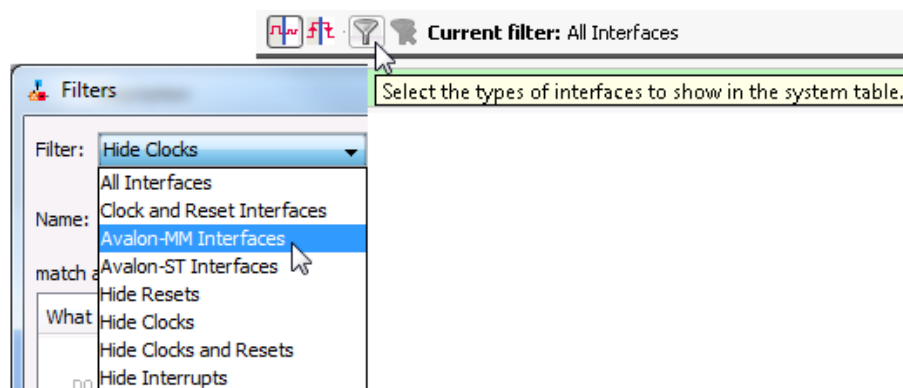 Current filter: All Interfaces
Select the types of interfaces to show in the system table.
Filters
Filter: Hide Clocks
All Interfaces
Clock and Reset Interfaces
Name:
Avalon-MM Interfaces
match a
Avalon-ST Interfaces
Hide Resets
What
Hide Clocks
Hide Clocks and Resets
Hide Interrupts